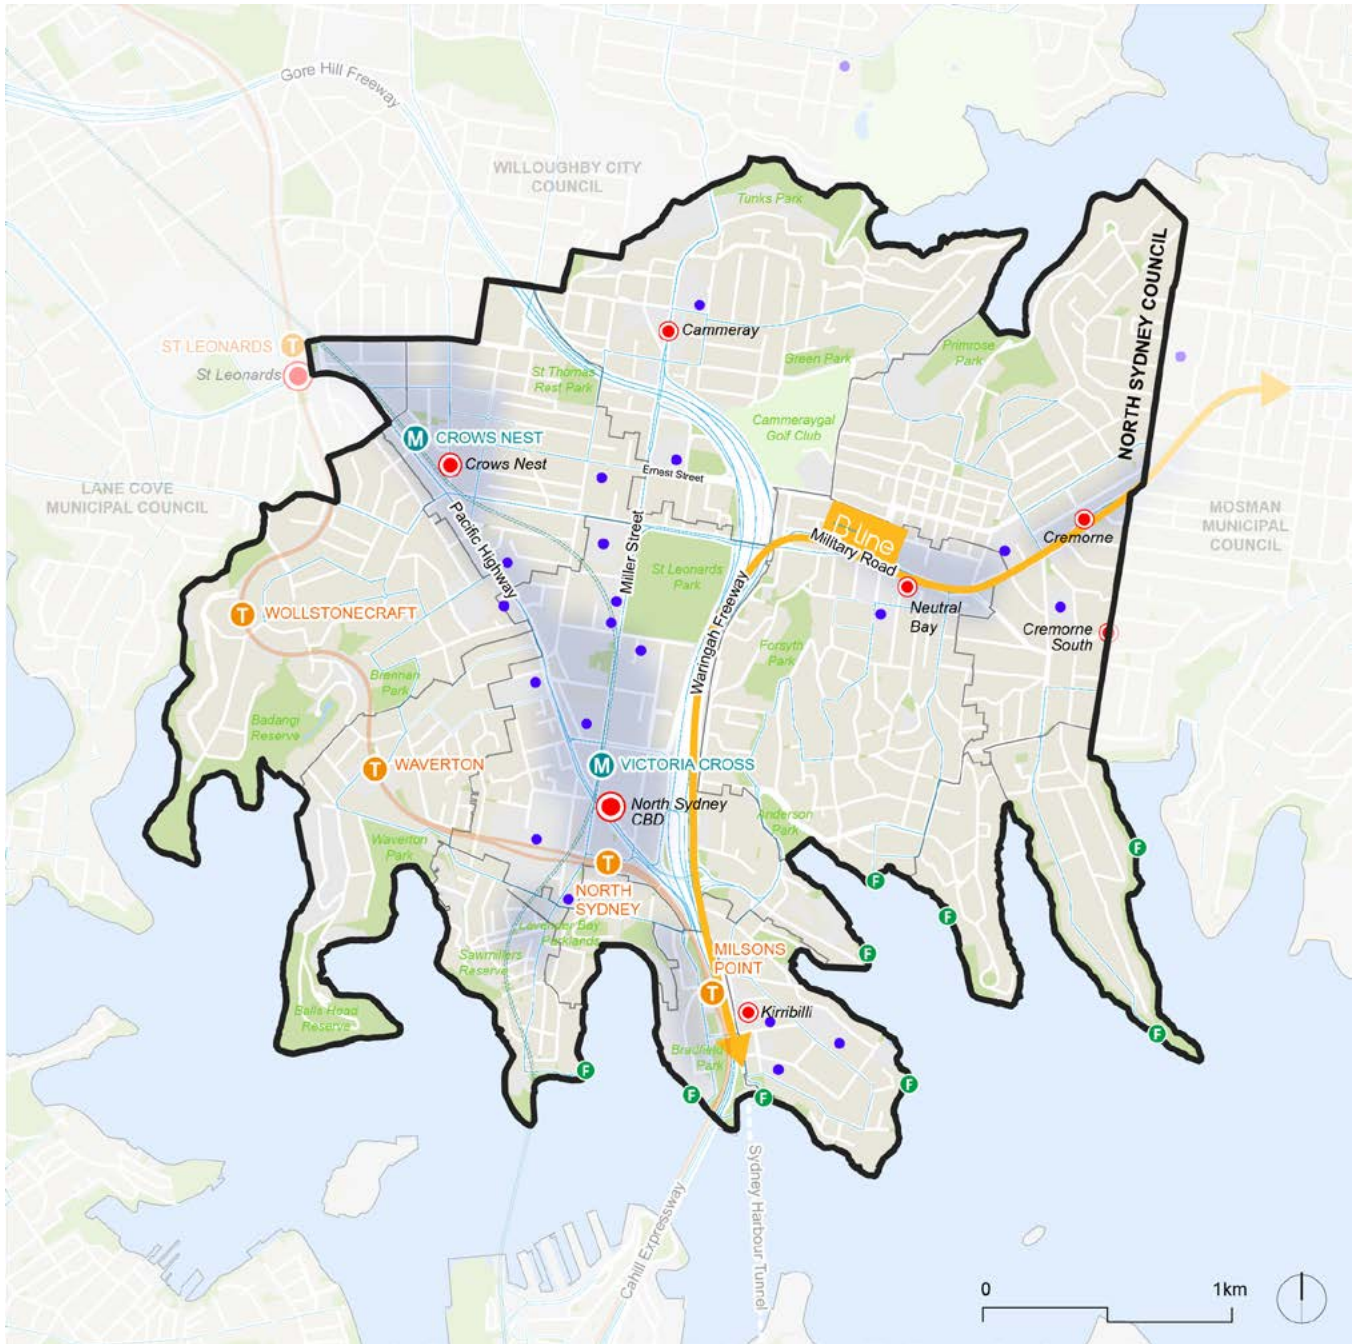 Gore Hill Freeway
WILLOUGHBY CITY
COUNCIL
Tunks Park
NORTH SYDNEY COUNCIL
Cammeray
ST LEONARDS
T
St Leonards
St Thomas
Rest Park
Green Park
Primrose
Park
Cammeraygal
Golf Club
M
CROWS NEST
Crows Nest
Ernest Street
LANE COVE
MUNICIPAL COUNCIL
MOSMAN
MUNICIPAL
COUNCIL
Pacific Highway
Miller Street
B-line
Military Road
Cremorne
St Leonards
Park
Waringah Freeway
Neutral
Bay
Cremorne
South
T
WOLLSTONECRAFT
Forsyth
Park
Brennan
Park
Badangi
Reserve
T
WAVERTON
M
VICTORIA CROSS
North Sydney
CBD
Anderson
Park
Waverton
Park
T
NORTH
SYDNEY
F
F
F
F
Lavender Bay
Parklands
Sawmillers
Reserve
MILSONS
POINT
T
Kirribilli
Balls Head
Reserve
Bradfield
Park
F
F
F
F
F
Cahill Expressway
Sydney Harbour Tunnel
0
1km